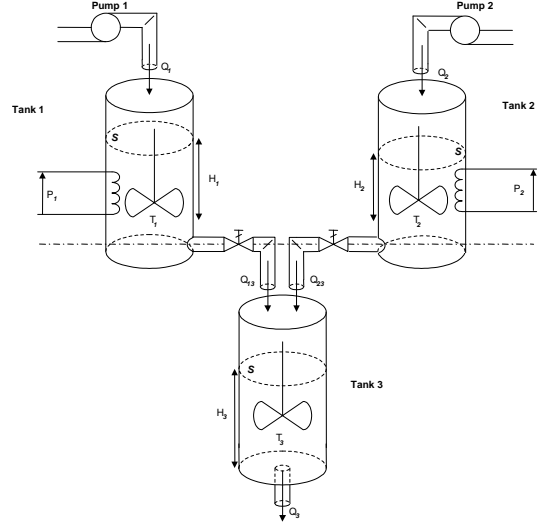 Pump 1
Pump 2
Q1
Q2
Tank 1
Tank 2
S
S
H1
H2
P1
P2
T1
T2
Q13
Q23
S
Tank 3
H3
T3
Q3